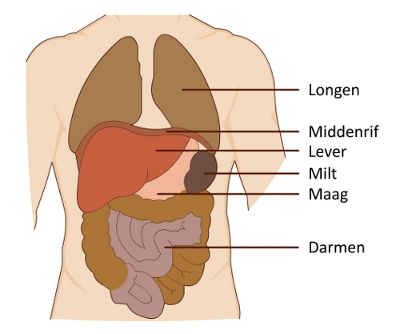 Longen
Middenrif
Lever
Milt
Maag
Darmen